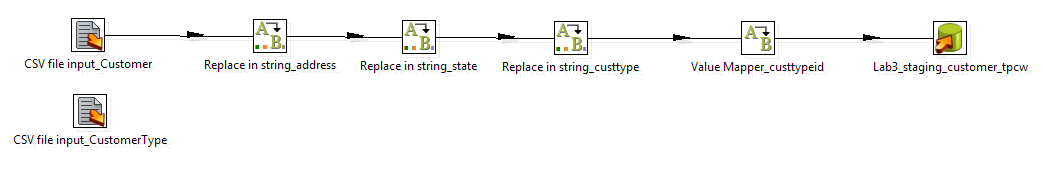 CSV file input_Customer
Replace in string_address
Replace in string_state
Replace in string_custtype
Value Mapper_custtypeid
Lab3_staging_customer_tpcw
CSV file input_CustomerType